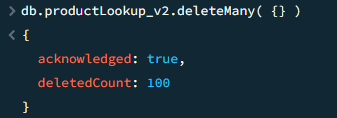 > db.productLookup_v2.deleteMany( {} )
< {
acknowledged: true,
deletedCount: 100
}